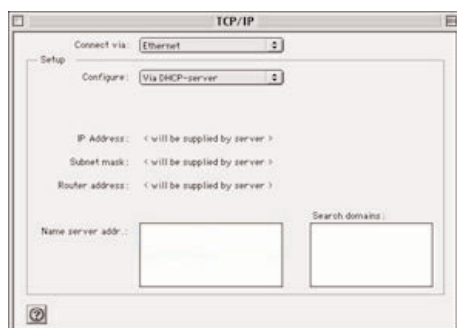 TCP/IP
Connect via: Ethernet
Setup
Configure: Via DHCP-server
IP Address: < will be supplied by server >
Subnet mask: < will be supplied by server >
Router address: < will be supplied by server >
Search domains:
Name server addr.:
?